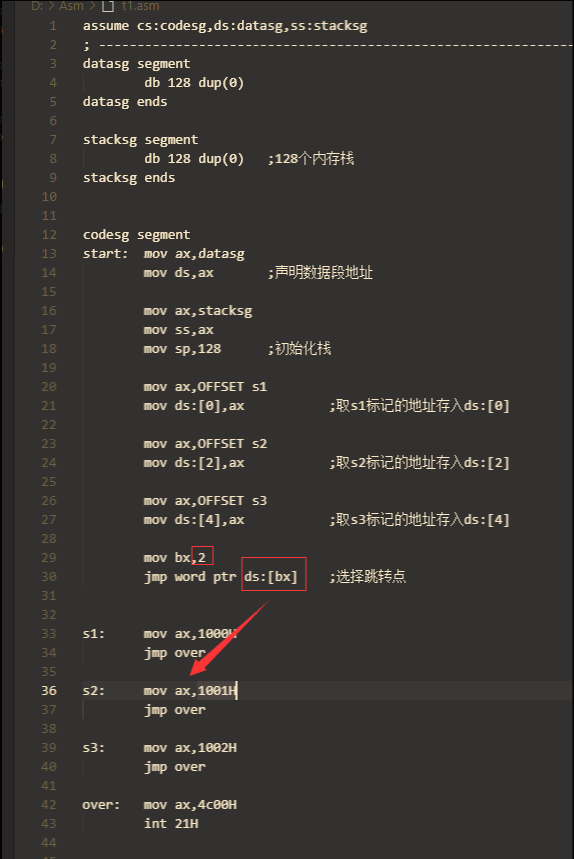 D: > Asm > t1.asm
1 assume cs:codesg,ds:datasg,ss:stacksg
2 ; --------------------------------------------------------------
3 datasg segment
4 db 128 dup(0)
5 datasg ends
6
7 stacksg segment
8 db 128 dup(0) ;128个内存栈
9 stacksg ends
10
11
12 codesg segment
13 start: mov ax,datasg
14 mov ds,ax ;声明数据段地址
15
16 mov ax,stacksg
17 mov ss,ax
18 mov sp,128 ;初始化栈
19
20 mov ax,OFFSET s1
21 mov ds:[0],ax ;取s1标记的地址存入ds:[0]
22
23 mov ax,OFFSET s2
24 mov ds:[2],ax ;取s2标记的地址存入ds:[2]
25
26 mov ax,OFFSET s3
27 mov ds:[4],ax ;取s3标记的地址存入ds:[4]
28
29 mov bx,2
30 jmp word ptr ds:[bx] ;选择跳转点
31
32
33 s1: mov ax,1000H
34 jmp over
35
36 s2: mov ax,1001H
37 jmp over
38
39 s3: mov ax,1002H
40 jmp over
41
42 over: mov ax,4c00H
43 int 21H
44
45